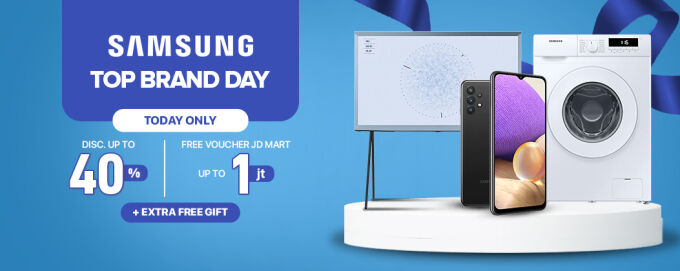 SAMSUNG
TOP BRAND DAY
TODAY ONLY
DISC. UP TO
40%
FREE VOUCHER JD MART
UP TO 1 jt
+ EXTRA FREE GIFT
SAMSUNG